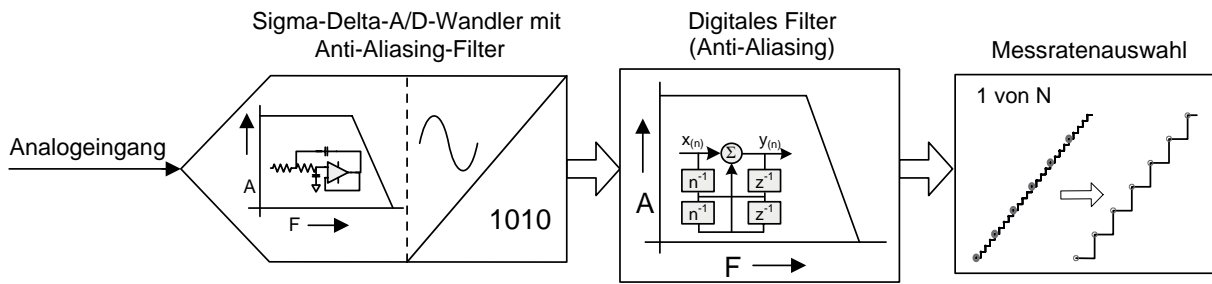 Sigma-Delta-A/D-Wandler mit
Anti-Aliasing-Filter
Digitales Filter
(Anti-Aliasing)
Messratenauswahl
Analogeingang
A
F
1010
x(n)
y(n)
Σ
n-1
z-1
n-1
z-1
A
F
1 von N